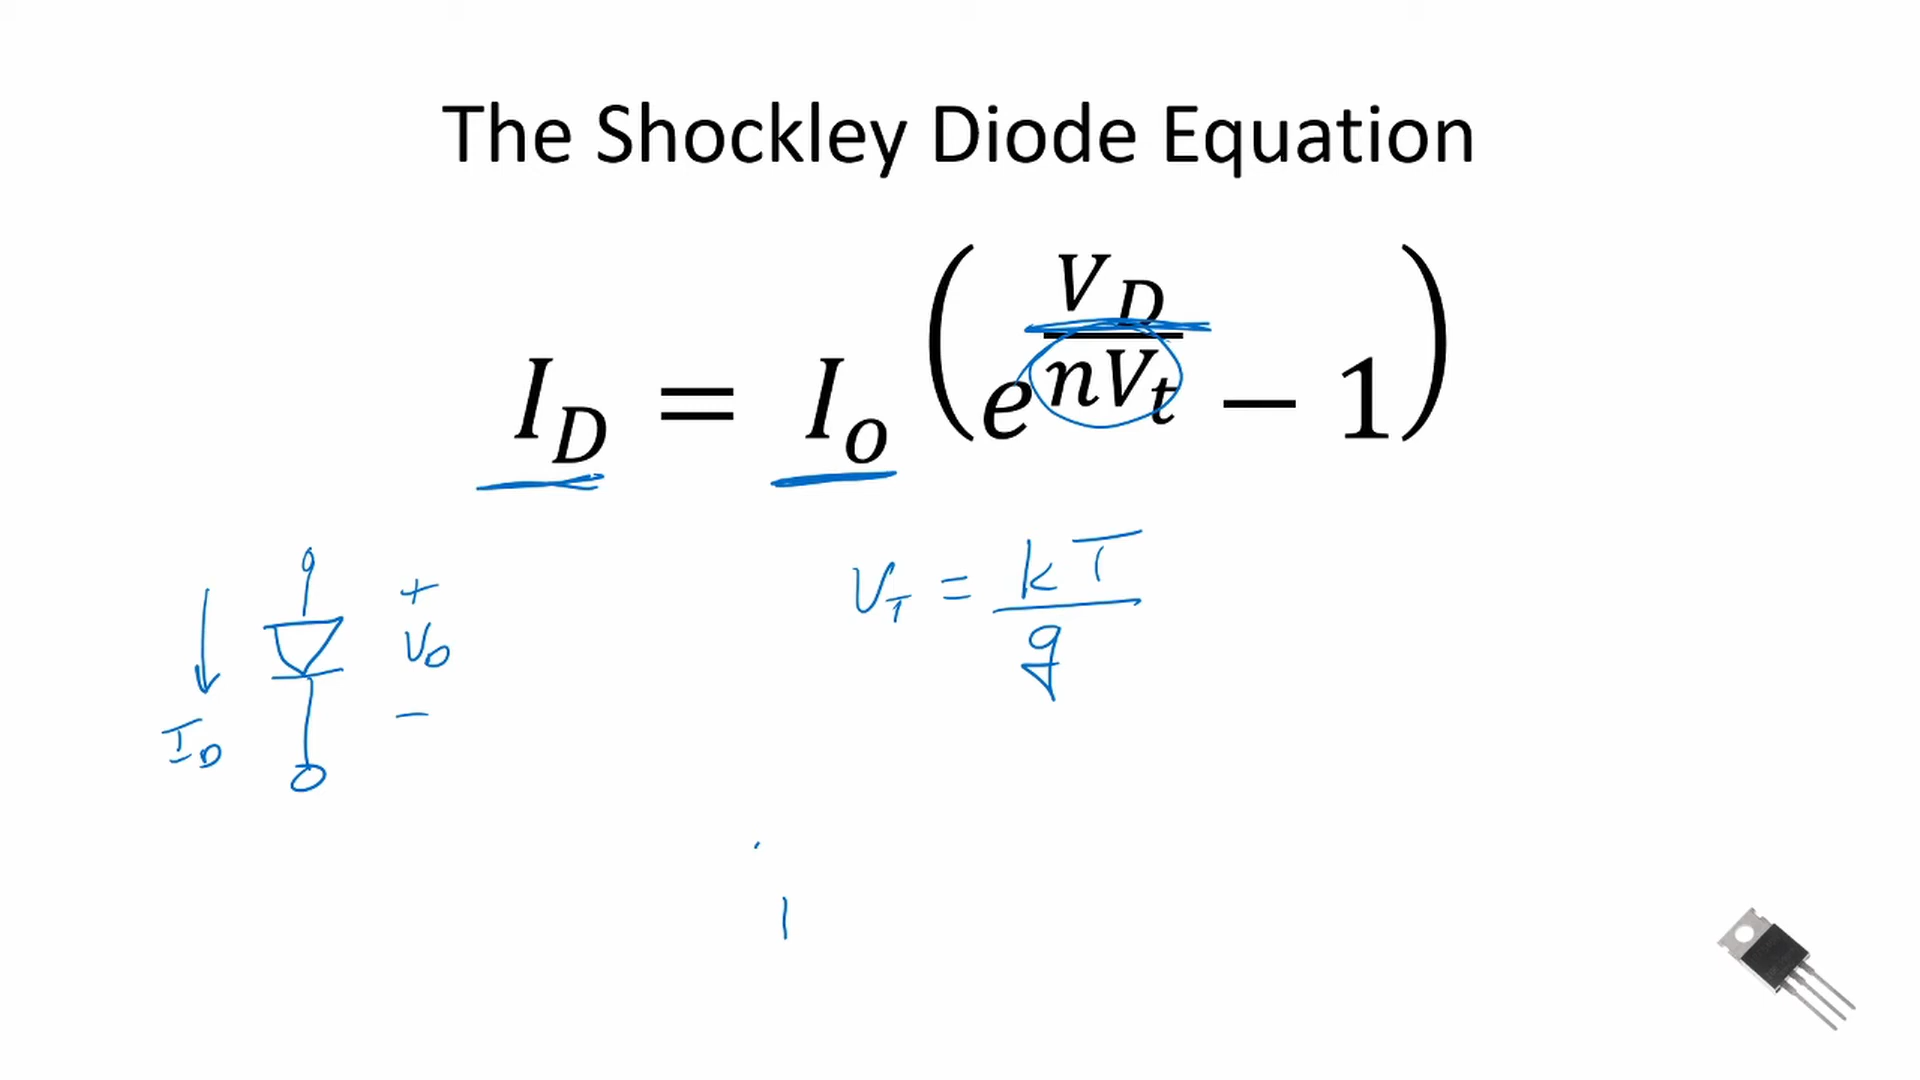 The Shockley Diode Equation
I_D = I_o (e^{V_D / nV_t} − 1)
V_T = kT / q
+
V_D
−
I_D